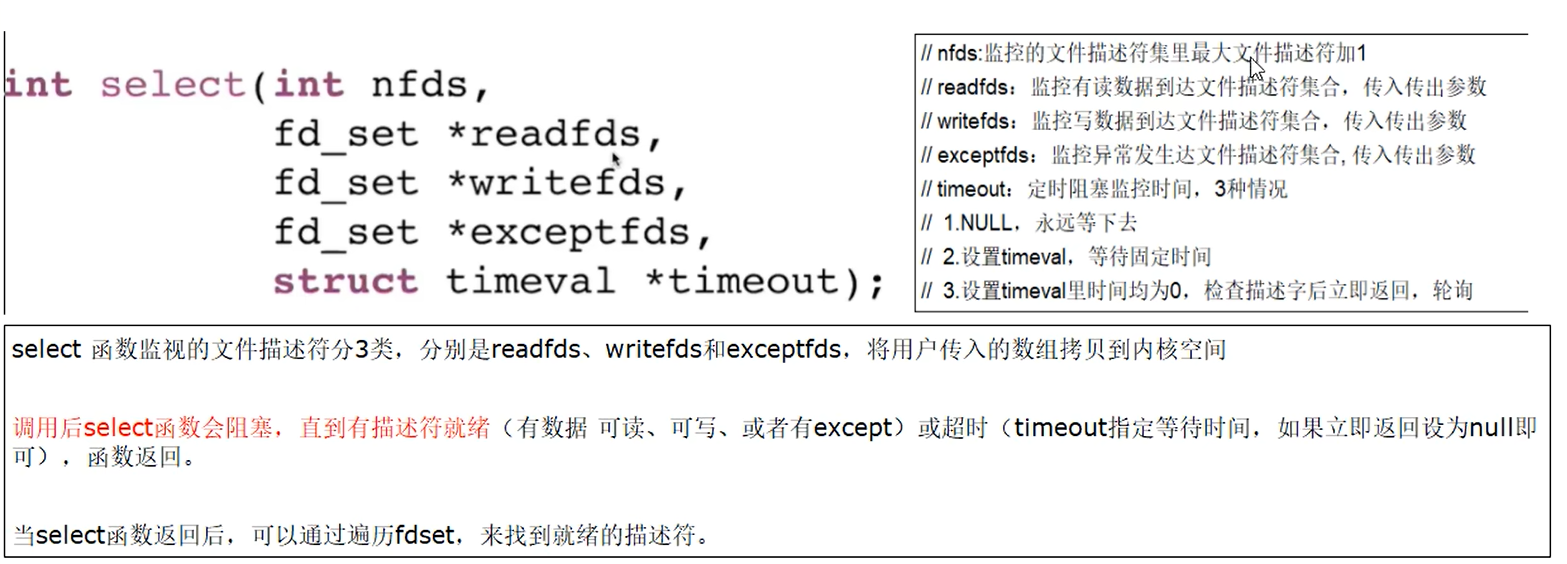 int select(int nfds,
fd_set *readfds,
fd_set *writefds,
fd_set *exceptfds,
struct timeval *timeout);
// nfds:监控的文件描述符集里最大文件描述符加1
// readfds：监控有读数据到达文件描述符集合，传入传出参数
// writefds：监控写数据到达文件描述符集合，传入传出参数
// exceptfds：监控异常发生达文件描述符集合, 传入传出参数
// timeout：定时阻塞监控时间，3种情况
// 1.NULL，永远等下去
// 2.设置timeval，等待固定时间
// 3.设置timeval里时间均为0，检查描述字后立即返回，轮询
select 函数监视的文件描述符分3类，分别是readfds、writefds和exceptfds，将用户传入的数组拷贝到内核空间
调用后select函数会阻塞，直到有描述符就绪（有数据 可读、可写、或者有except）或超时（timeout指定等待时间，如果立即返回设为null即
可），函数返回。
当select函数返回后，可以通过遍历fdset，来找到就绪的描述符。